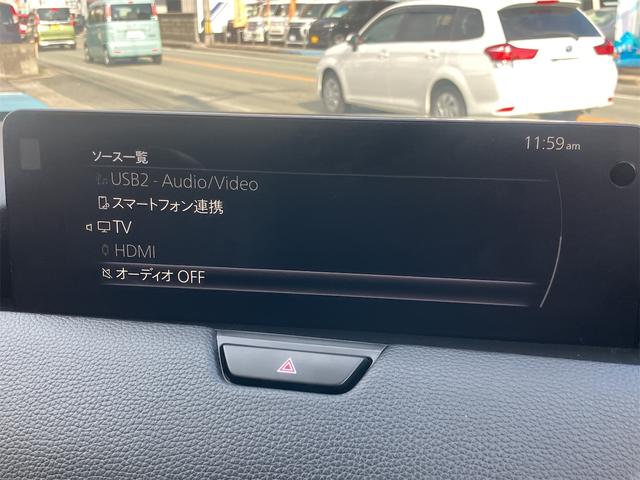 11:59am
ソース一覧
USB2 - Audio/Video
スマートフォン連携
TV
HDMI
オーディオ OFF